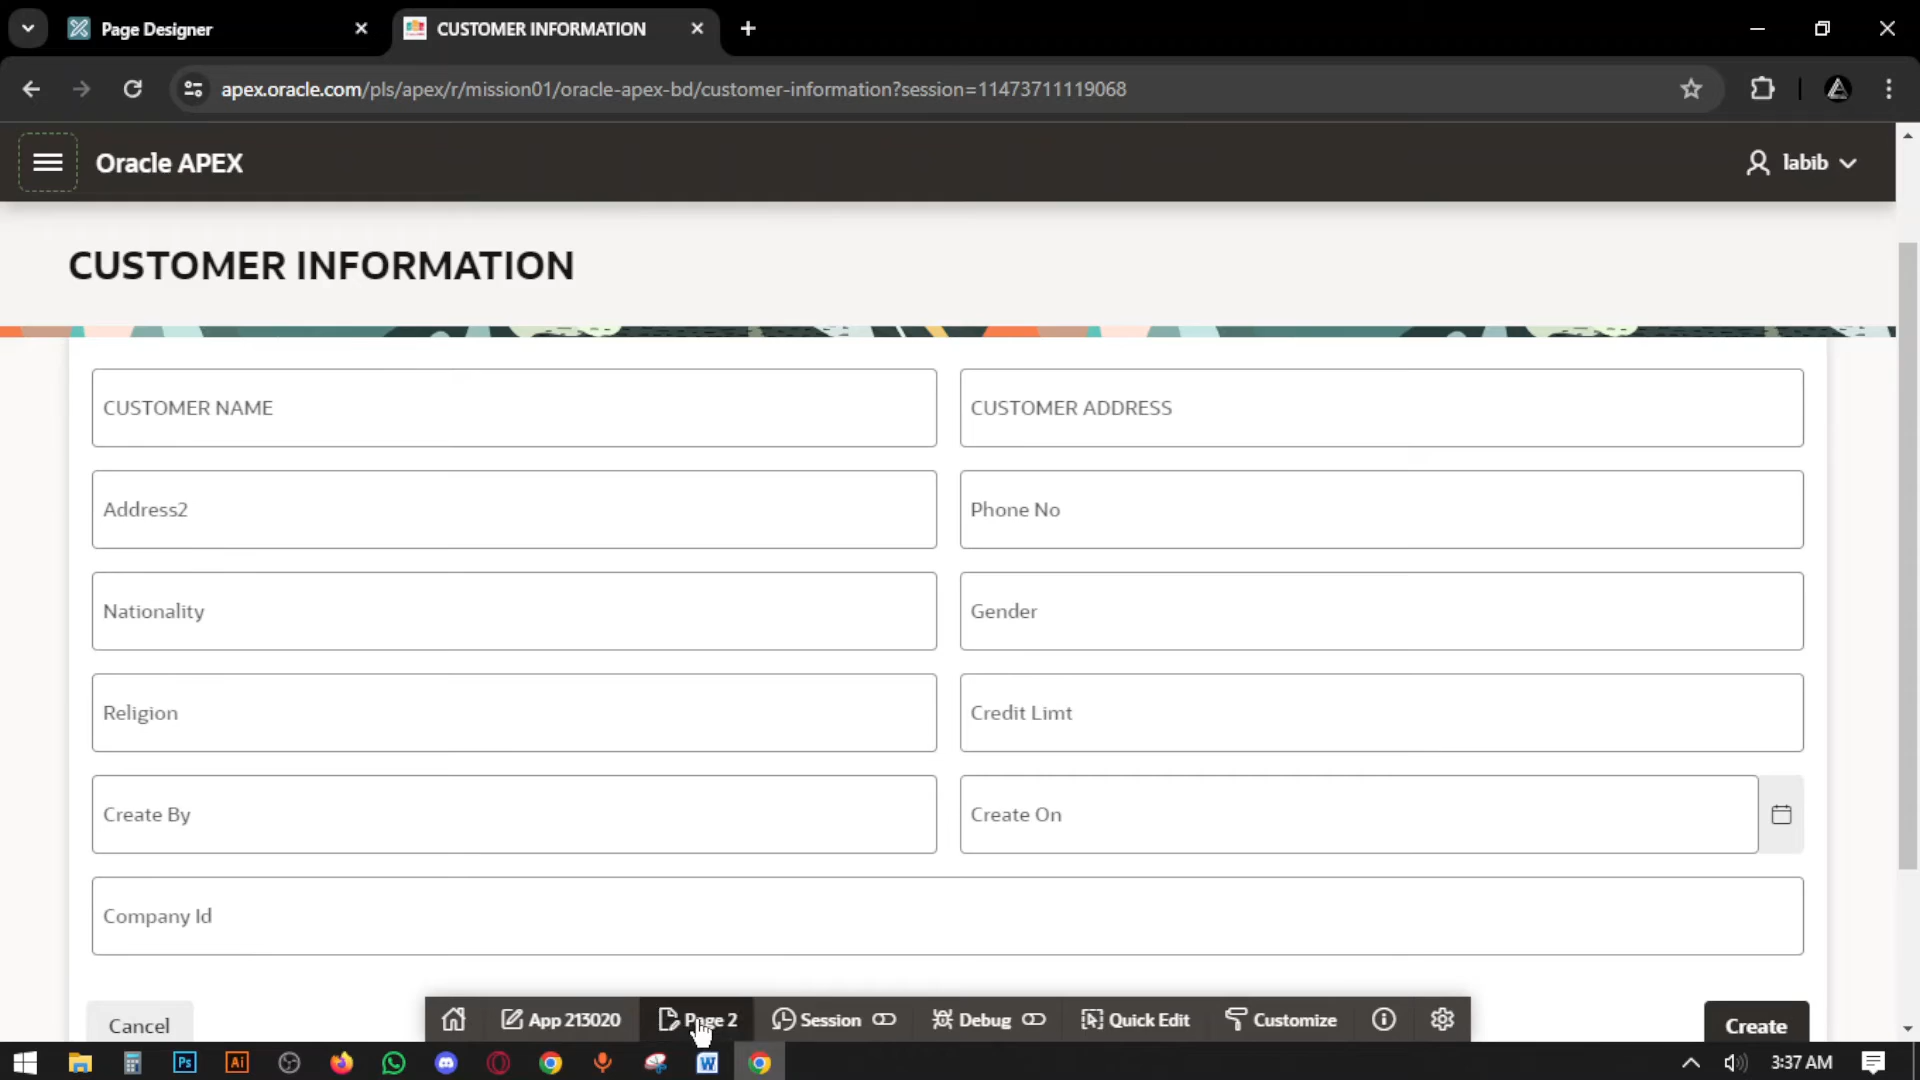 Page Designer
CUSTOMER INFORMATION
apex.oracle.com/pls/apex/r/mission01/oracle-apex-bd/customer-information?session=11473711119068
Oracle APEX
labib
CUSTOMER INFORMATION
CUSTOMER NAME
CUSTOMER ADDRESS
Address2
Phone No
Nationality
Gender
Religion
Credit Limt
Create By
Create On
Company Id
Cancel
App 213020
Page 2
Session
Debug
Quick Edit
Customize
Create
Ps
Ai
W
3:37 AM